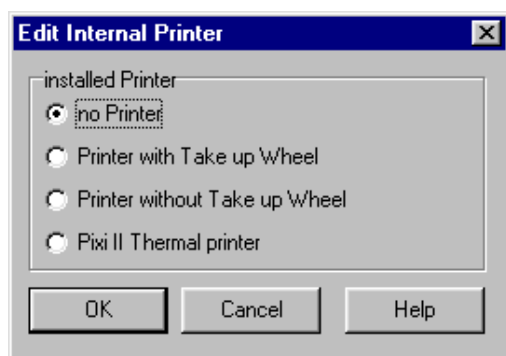 Edit Internal Printer
installed Printer
no Printer
Printer with Take up Wheel
Printer without Take up Wheel
Pixi II Thermal printer
OK Cancel Help